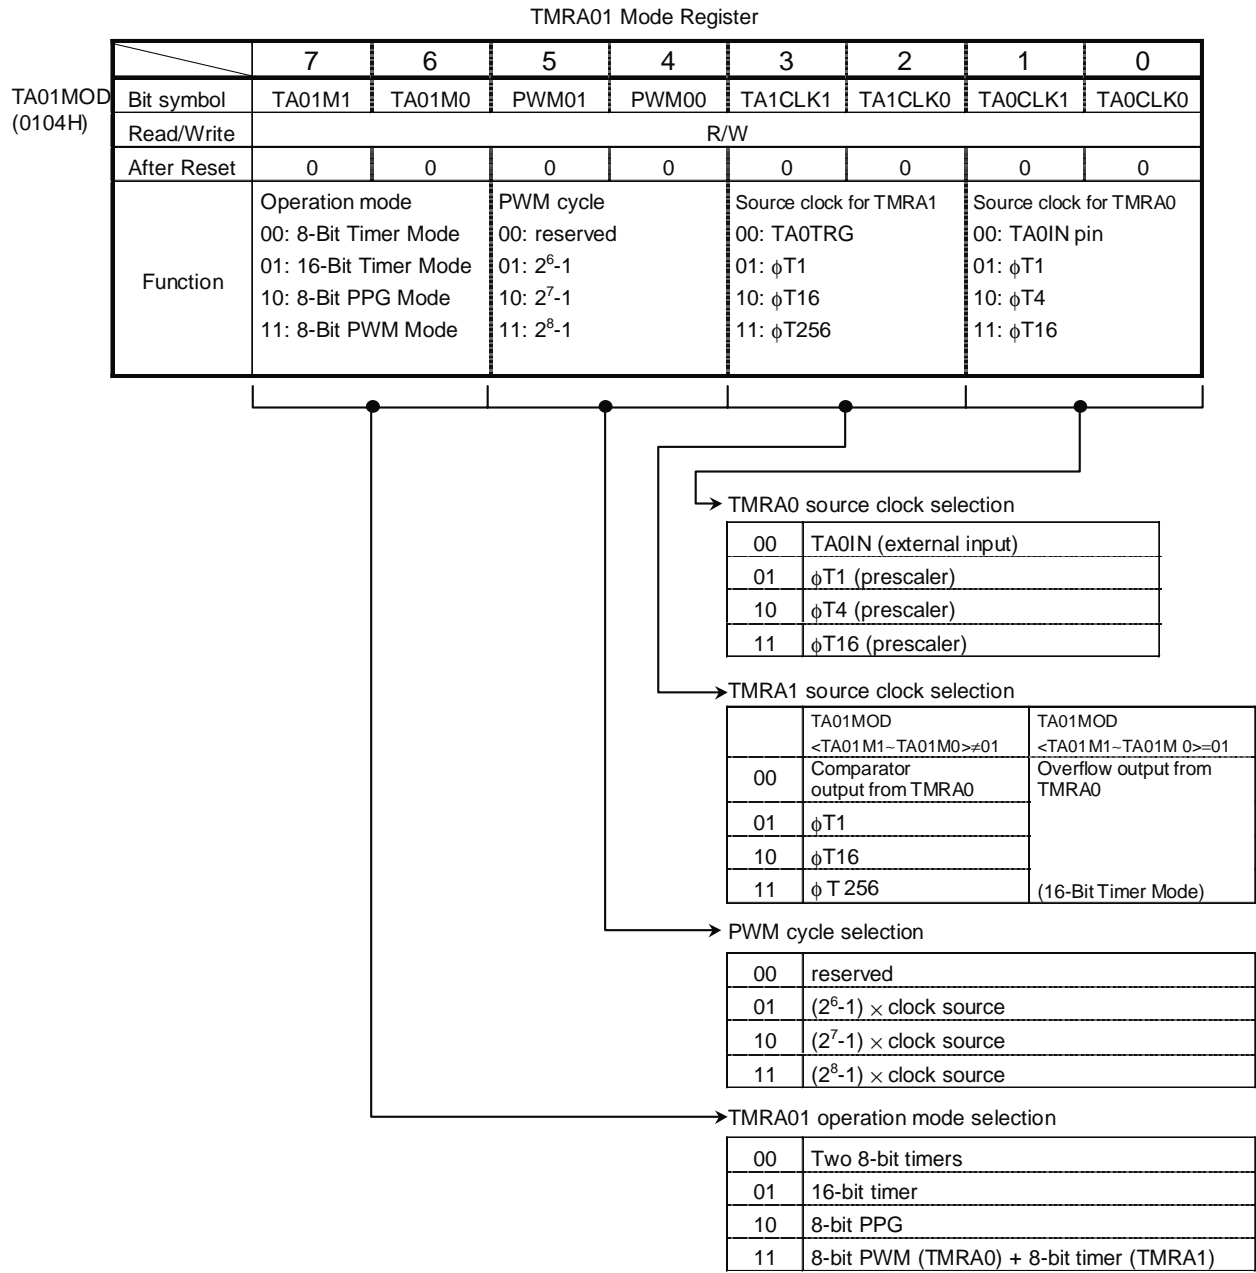 TMRA01 Mode Register
7 6 5 4 3 2 1 0
TA01MOD (0104H)
Bit symbol TA01M1 TA01M0 PWM01 PWM00 TA1CLK1 TA1CLK0 TA0CLK1 TA0CLK0
Read/Write R/W
After Reset 0 0 0 0 0 0 0 0
Function
Operation mode
00: 8-Bit Timer Mode
01: 16-Bit Timer Mode
10: 8-Bit PPG Mode
11: 8-Bit PWM Mode
PWM cycle
00: reserved
01: 2⁶-1
10: 2⁷-1
11: 2⁸-1
Source clock for TMRA1
00: TA0TRG
01: ϕT1
10: ϕT16
11: ϕT256
Source clock for TMRA0
00: TA0IN pin
01: ϕT1
10: ϕT4
11: ϕT16
TMRA0 source clock selection
00 TA0IN (external input)
01 ϕT1 (prescaler)
10 ϕT4 (prescaler)
11 ϕT16 (prescaler)
TMRA1 source clock selection
TA01MOD <TA01M1~TA01M0>≠01
TA01MOD <TA01M1~TA01M 0>=01
00 Comparator output from TMRA0
Overflow output from TMRA0
01 ϕT1
10 ϕT16
11 ϕ T 256
(16-Bit Timer Mode)
PWM cycle selection
00 reserved
01 (2⁶-1) × clock source
10 (2⁷-1) × clock source
11 (2⁸-1) × clock source
TMRA01 operation mode selection
00 Two 8-bit timers
01 16-bit timer
10 8-bit PPG
11 8-bit PWM (TMRA0) + 8-bit timer (TMRA1)